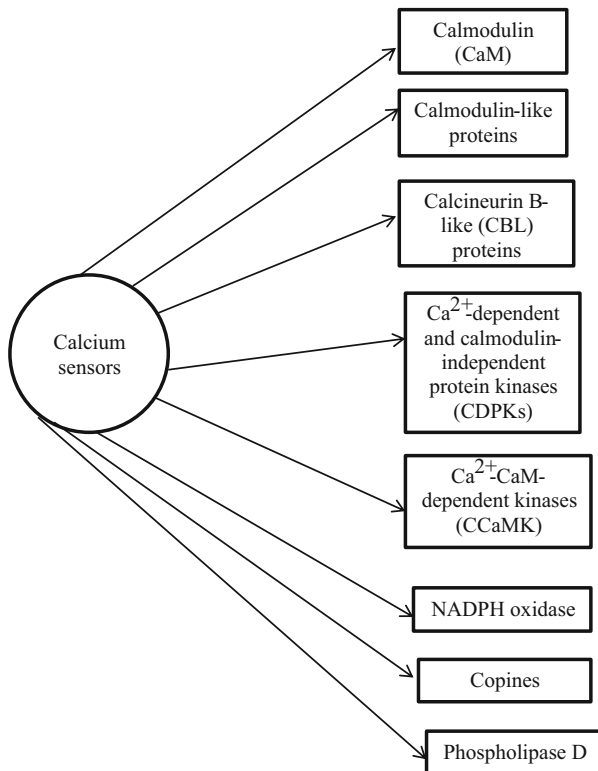 Calmodulin
(CaM)
Calmodulin-like
proteins
Calcineurin B-
like (CBL)
proteins
Calcium
sensors
Ca2+-dependent
and calmodulin-
independent
protein kinases
(CDPKs)
Ca2+-CaM-
dependent kinases
(CCaMK)
NADPH oxidase
Copines
Phospholipase D